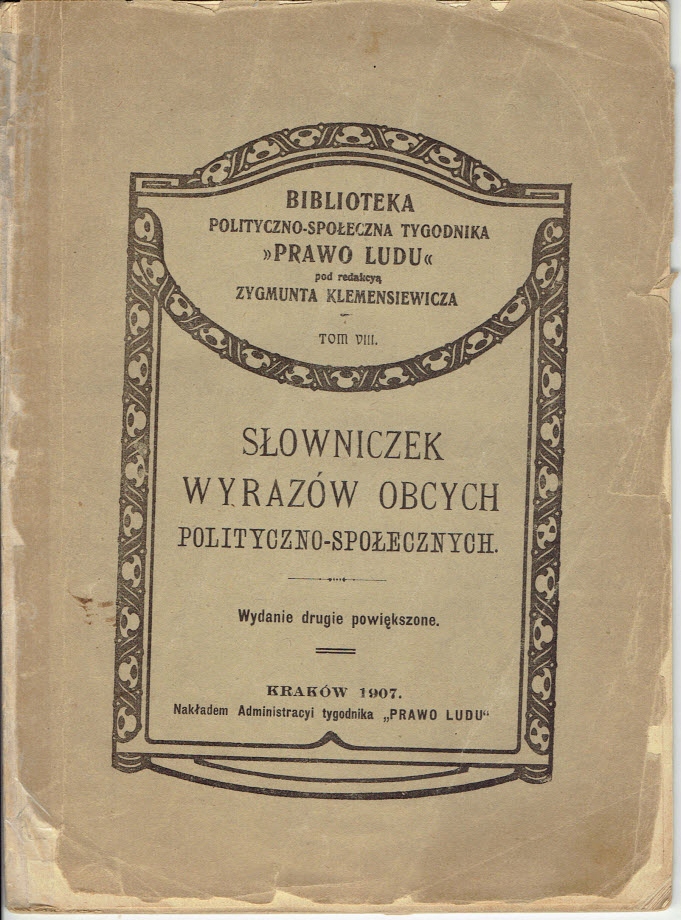 BIBLIOTEKA
POLITYCZNO-SPOŁECZNA TYGODNIKA
»PRAWO LUDU«
pod redakcyą
ZYGMUNTA KLEMENSIEWICZA
TOM VIII.
SŁOWNICZEK
WYRAZÓW OBCYCH
POLITYCZNO-SPOŁECZNYCH.
Wydanie drugie powiększone.
KRAKÓW 1907.
Nakładem Administracyi tygodnika „PRAWO LUDU“